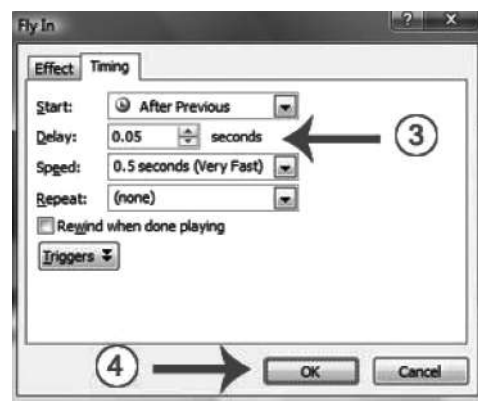 Fly In
? X
Effect Timing
Start: After Previous
Delay: 0.05 seconds
Speed: 0.5 seconds (Very Fast)
Repeat: (none)
Rewind when done playing
Triggers
OK Cancel
3
4